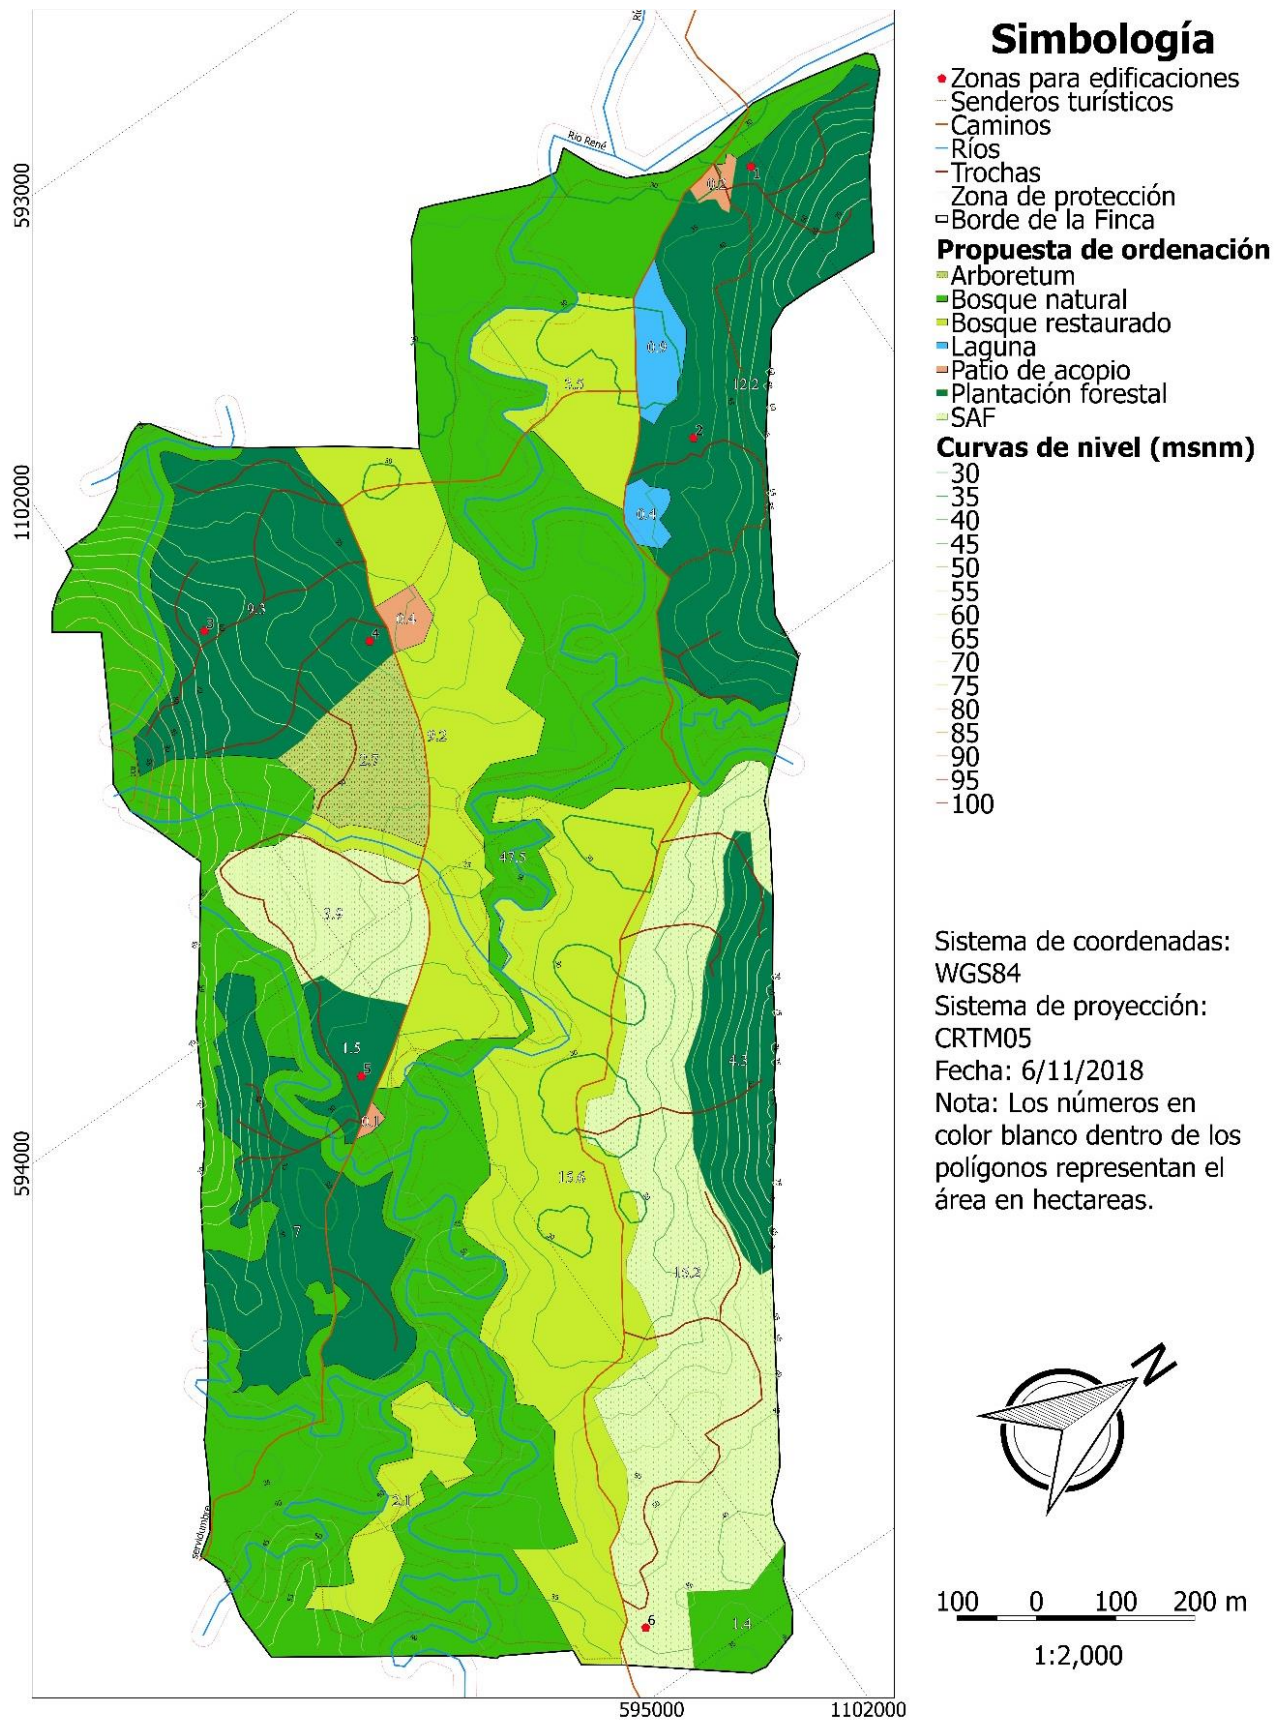 Simbología
Zonas para edificaciones
Senderos turísticos
Caminos
Ríos
Trochas
Zona de protección
Borde de la Finca
Propuesta de ordenación
Arboretum
Bosque natural
Bosque restaurado
Laguna
Patio de acopio
Plantación forestal
SAF
Curvas de nivel (msnm)
30
35
40
45
50
55
60
65
70
75
80
85
90
95
100
Sistema de coordenadas:
WGS84
Sistema de proyección:
CRTM05
Fecha: 6/11/2018
Nota: Los números en
color blanco dentro de los
polígonos representan el
área en hectareas.
N
100 0 100 200 m
1:2,000
593000
1102000
594000
595000
1102000
Río René
servidumbre
1
0.2
0.9
12.2
2
0.4
3
9.3
4
0.4
2.7
47.5
1.5
5
0.1
4.3
15.6
7
15.2
2.1
6
1.4